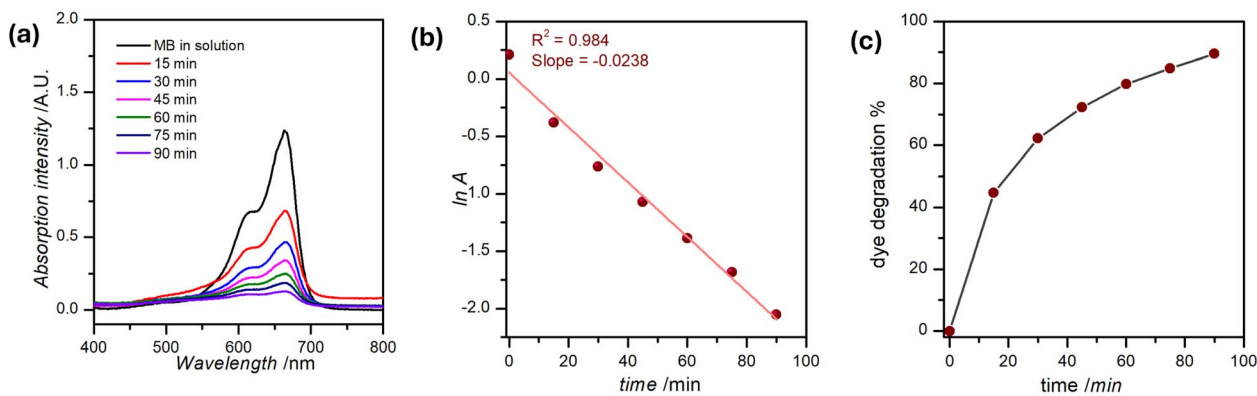 (a)
2.0
1.5
1.0
0.5
0.0
Absorption intensity /A.U.
MB in solution
15 min
30 min
45 min
60 min
75 min
90 min
400
500
600
700
800
Wavelength /nm
(b)
0.5
0.0
-0.5
-1.0
-1.5
-2.0
ln A
R² = 0.984
Slope = -0.0238
0
20
40
60
80
100
time /min
(c)
100
80
60
40
20
0
dye degradation %
0
20
40
60
80
100
time /min